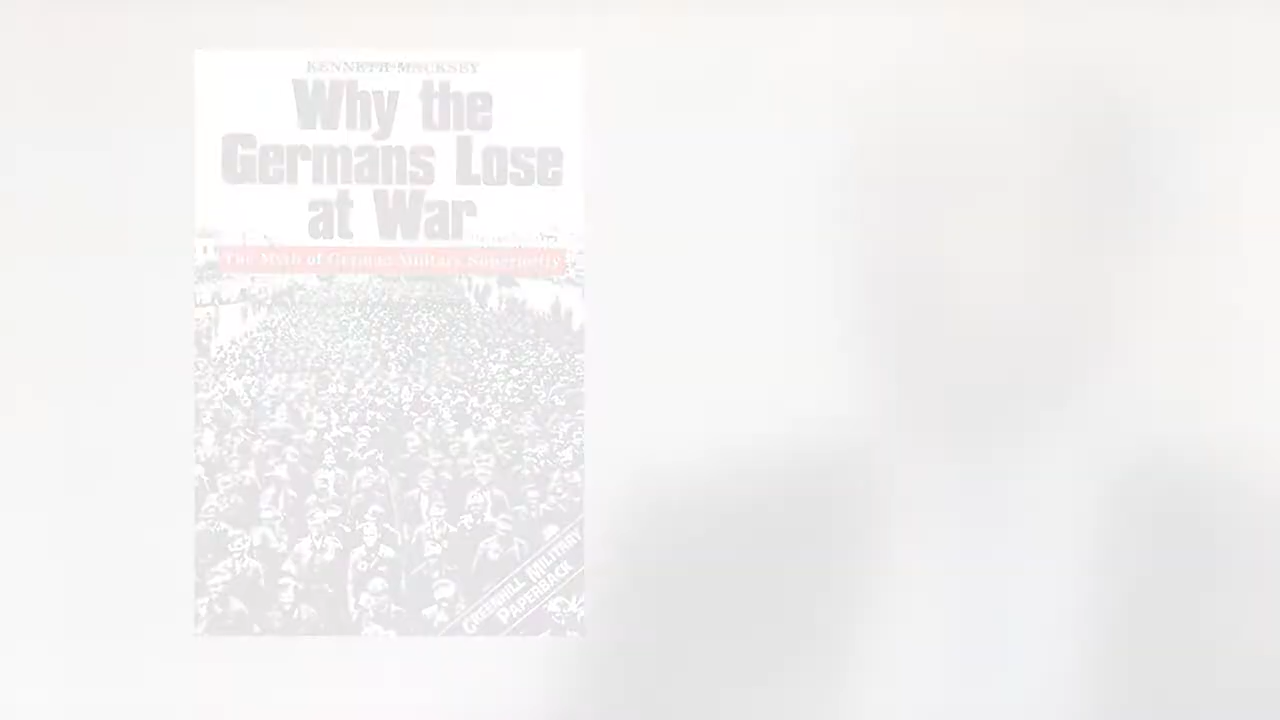 KENNETH MACKSEY
Why the
Germans Lose
at War
The Myth of German Military Superiority
GREENHILL MILITARY
PAPERBACK